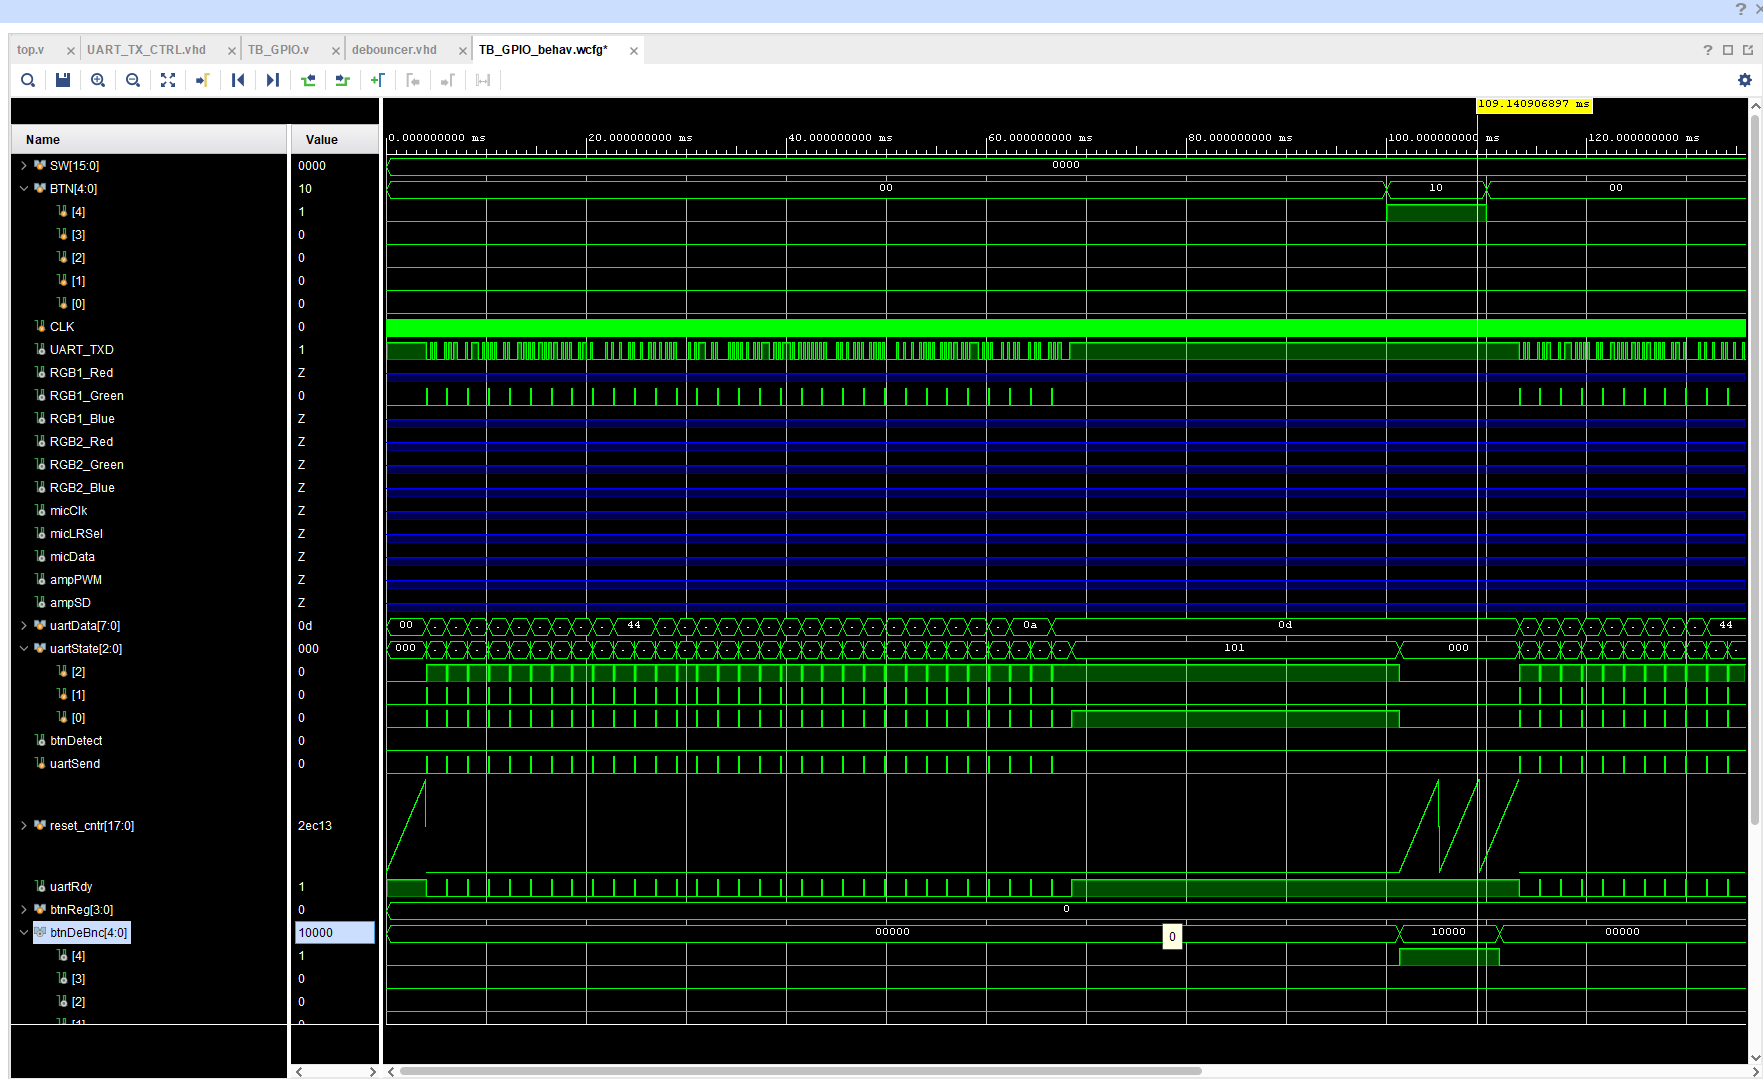 top.v UART_TX_CTRL.vhd TB_GPIO.v debouncer.vhd TB_GPIO_behav.wcfg*
109.140906897 ms
Name Value
0.000000000 ms 20.000000000 ms 40.000000000 ms 60.000000000 ms 80.000000000 ms 100.000000000 ms 120.000000000 ms
SW[15:0] 0000 0000
BTN[4:0] 10 00 10 00
[4] 1
[3] 0
[2] 0
[1] 0
[0] 0
CLK 0
UART_TXD 1
RGB1_Red Z
RGB1_Green 0
RGB1_Blue Z
RGB2_Red Z
RGB2_Green Z
RGB2_Blue Z
micClk Z
micLRSel Z
micData Z
ampPWM Z
ampSD Z
uartData[7:0] 0d 00 44 0a 0d 44
uartState[2:0] 000 000 101 000
[2] 0
[1] 0
[0] 0
btnDetect 0
uartSend 0
reset_cntr[17:0] 2ec13
uartRdy 1
btnReg[3:0] 0 0
btnDeBnc[4:0] 10000 00000 0 10000 00000
[4] 1
[3] 0
[2] 0